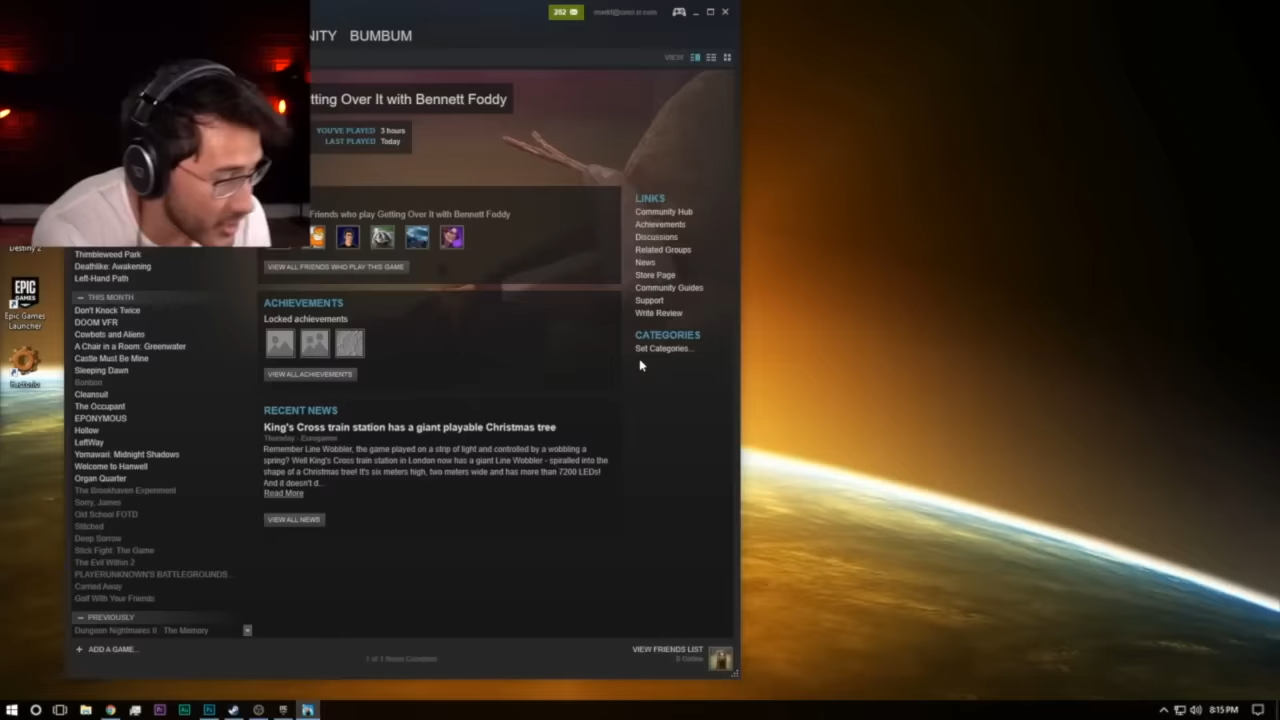 202
NITY BUMBUM
VIEW
tting Over It with Bennett Foddy
YOU'VE PLAYED 3 hours
LAST PLAYED Today
Friends who play Getting Over It with Bennett Foddy
VIEW ALL FRIENDS WHO PLAY THIS GAME
ACHIEVEMENTS
Locked achievements
VIEW ALL ACHIEVEMENTS
RECENT NEWS
King's Cross train station has a giant playable Christmas tree
Thursday - Eurogamer
Remember Line Wobbler, the game played on a strip of light and controlled by a wobbling a
spring? Well King's Cross train station in London now has a giant Line Wobbler - spiralled into the
shape of a Christmas tree! It's six meters high, two meters wide and has more than 7200 LEDs!
And it doesn't d...
Read More
VIEW ALL NEWS
LINKS
Community Hub
Achievements
Discussions
Related Groups
News
Store Page
Community Guides
Support
Write Review
CATEGORIES
Set Categories...
Destiny 2
EPIC
GAMES
Epic Games
Launcher
Factorio
Thimbleweed Park
Deathlike: Awakening
Left-Hand Path
— THIS MONTH
Don't Knock Twice
DOOM VFR
Cowbots and Aliens
A Chair in a Room: Greenwater
Castle Must Be Mine
Sleeping Dawn
Bonbon
Cleansuit
The Occupant
EPONYMOUS
Hollow
LeftWay
Yomawari: Midnight Shadows
Welcome to Hanwell
Organ Quarter
The Brookhaven Experiment
Sorry, James
Old School FOTD
Stitched
Deep Sorrow
Stick Fight: The Game
The Evil Within 2
PLAYERUNKNOWN'S BATTLEGROUNDS
Carried Away
Golf With Your Friends
— PREVIOUSLY
Dungeon Nightmares II : The Memory
+ ADD A GAME...
VIEW FRIENDS LIST
8:15 PM